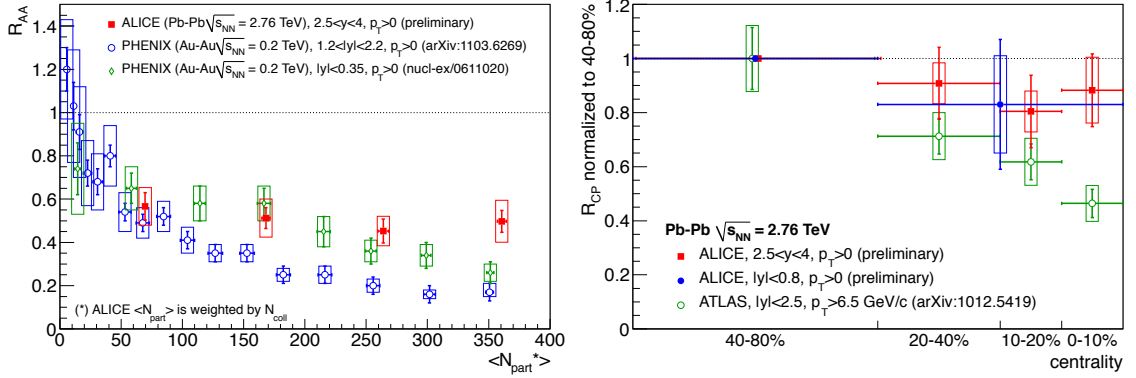 R_AA
ALICE (Pb-Pb√s_NN = 2.76 TeV), 2.5<y<4, p_T>0 (preliminary)
PHENIX (Au-Au√s_NN = 0.2 TeV), 1.2<|y|<2.2, p_T>0 (arXiv:1103.6269)
PHENIX (Au-Au√s_NN = 0.2 TeV), |y|<0.35, p_T>0 (nucl-ex/0611020)
1.4
1.2
1
0.8
0.6
0.4
0.2
(*) ALICE <N_part> is weighted by N_coll
0 50 100 150 200 250 300 350 400
<N_part*>
R_CP normalized to 40-80%
1.2
1
0.8
0.6
0.4
0.2
0
Pb-Pb √s_NN = 2.76 TeV
ALICE, 2.5<y<4, p_T>0 (preliminary)
ALICE, |y|<0.8, p_T>0 (preliminary)
ATLAS, |y|<2.5, p_T>6.5 GeV/c (arXiv:1012.5419)
40-80% 20-40% 10-20% 0-10%
centrality